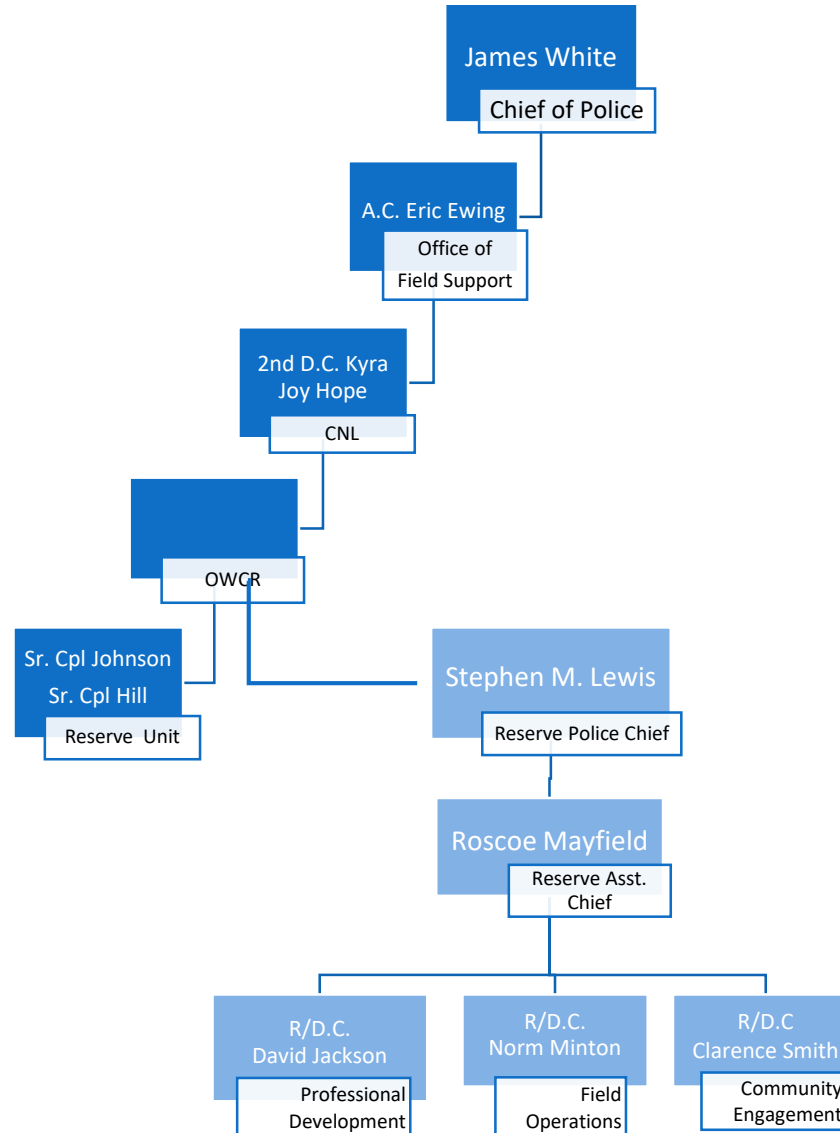 James White
Chief of Police
A.C. Eric Ewing
Office of
Field Support
2nd D.C. Kyra
Joy Hope
CNL
OWCR
Sr. Cpl Johnson
Sr. Cpl Hill
Reserve Unit
Stephen M. Lewis
Reserve Police Chief
Roscoe Mayfield
Reserve Asst.
Chief
R/D.C.
David Jackson
Professional
Development
R/D.C.
Norm Minton
Field
Operations
R/D.C
Clarence Smith
Community
Engagement